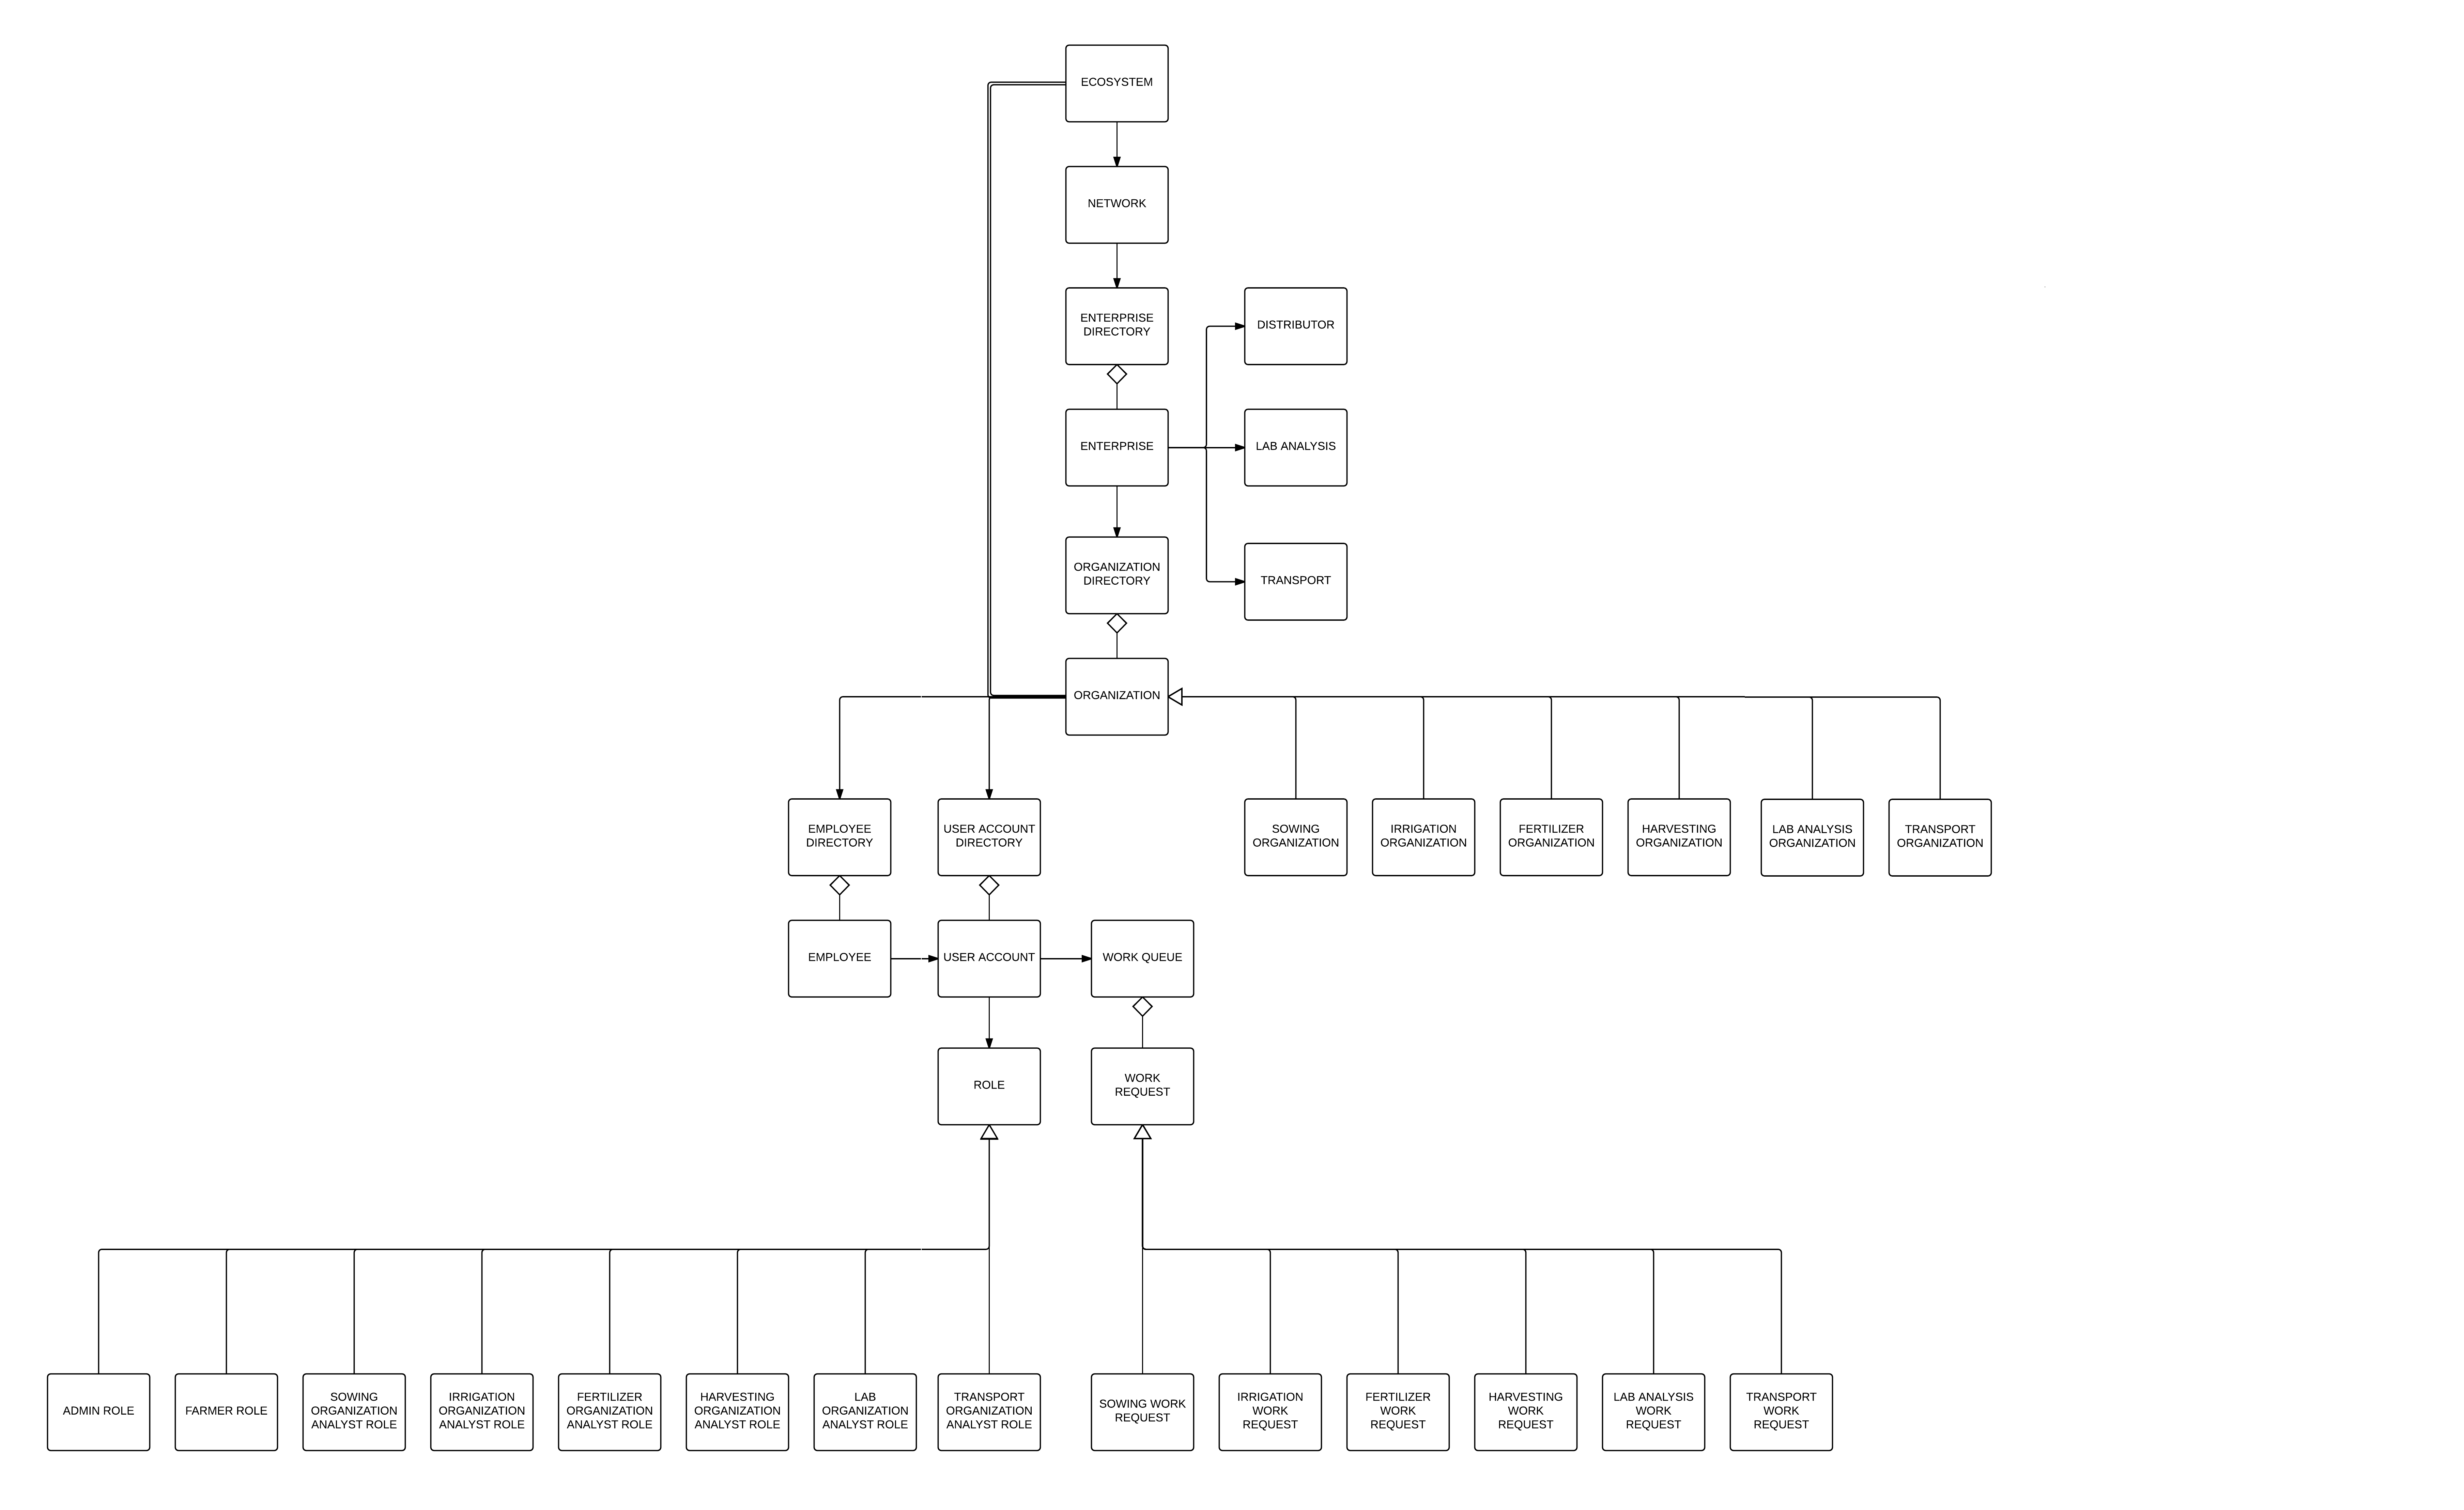 ECOSYSTEM
NETWORK
ENTERPRISE
DIRECTORY
DISTRIBUTOR
ENTERPRISE
LAB ANALYSIS
ORGANIZATION
DIRECTORY
TRANSPORT
ORGANIZATION
EMPLOYEE
DIRECTORY
USER ACCOUNT
DIRECTORY
SOWING
ORGANIZATION
IRRIGATION
ORGANIZATION
FERTILIZER
ORGANIZATION
HARVESTING
ORGANIZATION
LAB ANALYSIS
ORGANIZATION
TRANSPORT
ORGANIZATION
EMPLOYEE
USER ACCOUNT
WORK QUEUE
ROLE
WORK
REQUEST
ADMIN ROLE
FARMER ROLE
SOWING
ORGANIZATION
ANALYST ROLE
IRRIGATION
ORGANIZATION
ANALYST ROLE
FERTILIZER
ORGANIZATION
ANALYST ROLE
HARVESTING
ORGANIZATION
ANALYST ROLE
LAB
ORGANIZATION
ANALYST ROLE
TRANSPORT
ORGANIZATION
ANALYST ROLE
SOWING WORK
REQUEST
IRRIGATION
WORK
REQUEST
FERTILIZER
WORK
REQUEST
HARVESTING
WORK
REQUEST
LAB ANALYSIS
WORK
REQUEST
TRANSPORT
WORK
REQUEST